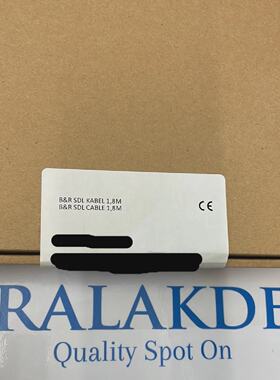 B&R SDL KABEL 1,8M
B&R SDL CABLE 1,8M
CE
RALAKDE
Quality Spot On